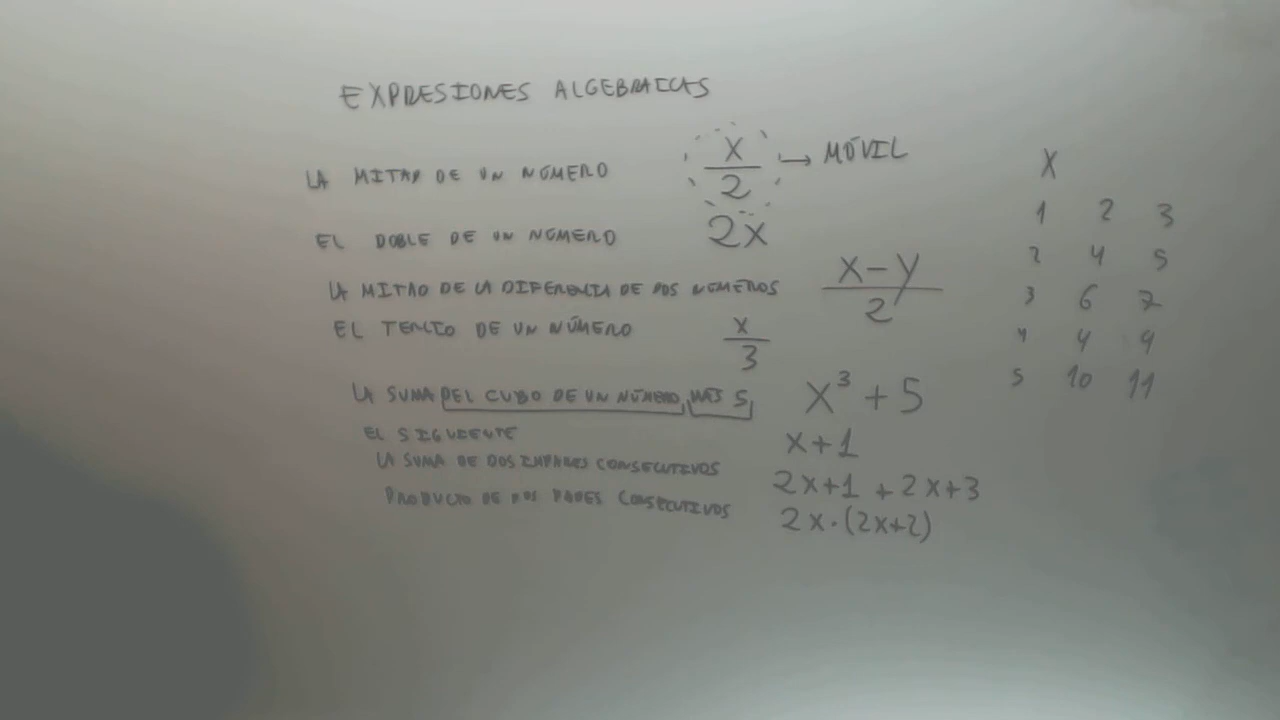 EXPRESIONES ALGEBRAICAS
LA MITAD DE UN NÚMERO x/2 → MÓVIL
EL DOBLE DE UN NÚMERO 2x
LA MITAD DE LA DIFERENCIA DE DOS NÚMEROS x-y/2
EL TERCIO DE UN NÚMERO x/3
LA SUMA DEL CUBO DE UN NÚMERO, MÁS 5 x³+5
EL SIGUIENTE x+1
LA SUMA DE DOS IMPARES CONSECUTIVOS 2x+1 + 2x+3
PRODUCTO DE DOS PARES CONSECUTIVOS 2x·(2x+2)
X
1 2 3
2 4 5
3 6 7
4 4 9
5 10 11